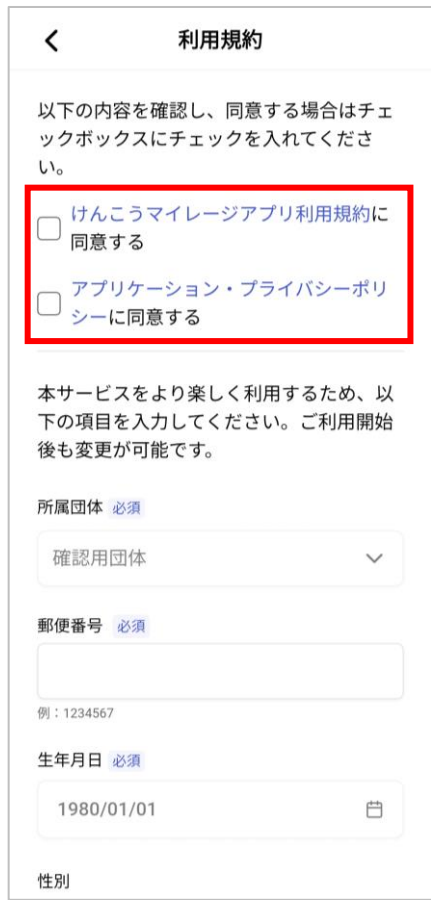 利用規約
以下の内容を確認し、同意する場合はチェ
ックボックスにチェックを入れてくださ
い。
けんこうマイレージアプリ利用規約に
同意する
アプリケーション・プライバシーポリ
シーに同意する
本サービスをより楽しく利用するため、以
下の項目を入力してください。ご利用開始
後も変更が可能です。
所属団体 必須
確認用団体
郵便番号 必須
例：1234567
生年月日 必須
1980/01/01
性別